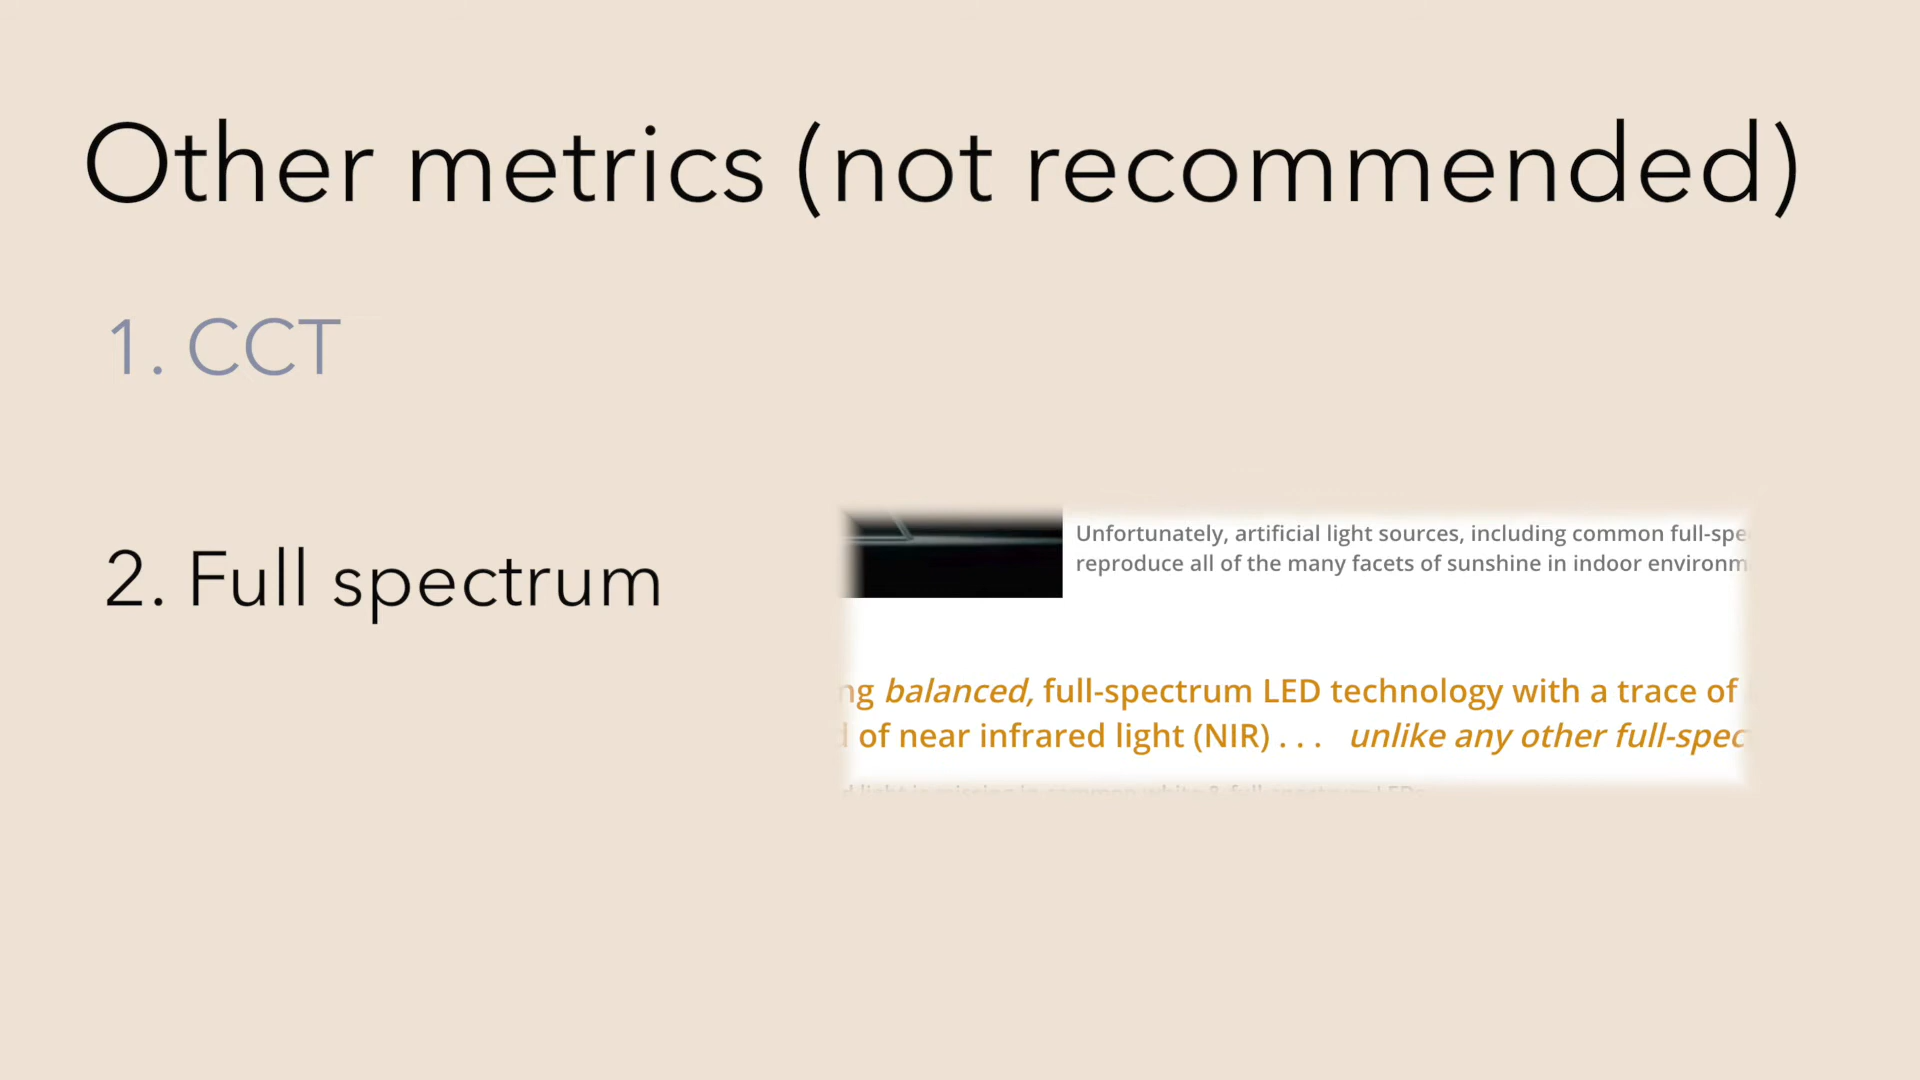 Other metrics (not recommended)
1. CCT
2. Full spectrum
Unfortunately, artificial light sources, including common full-spe
reproduce all of the many facets of sunshine in indoor environm
ng balanced, full-spectrum LED technology with a trace of
of near infrared light (NIR) . . . unlike any other full-spec